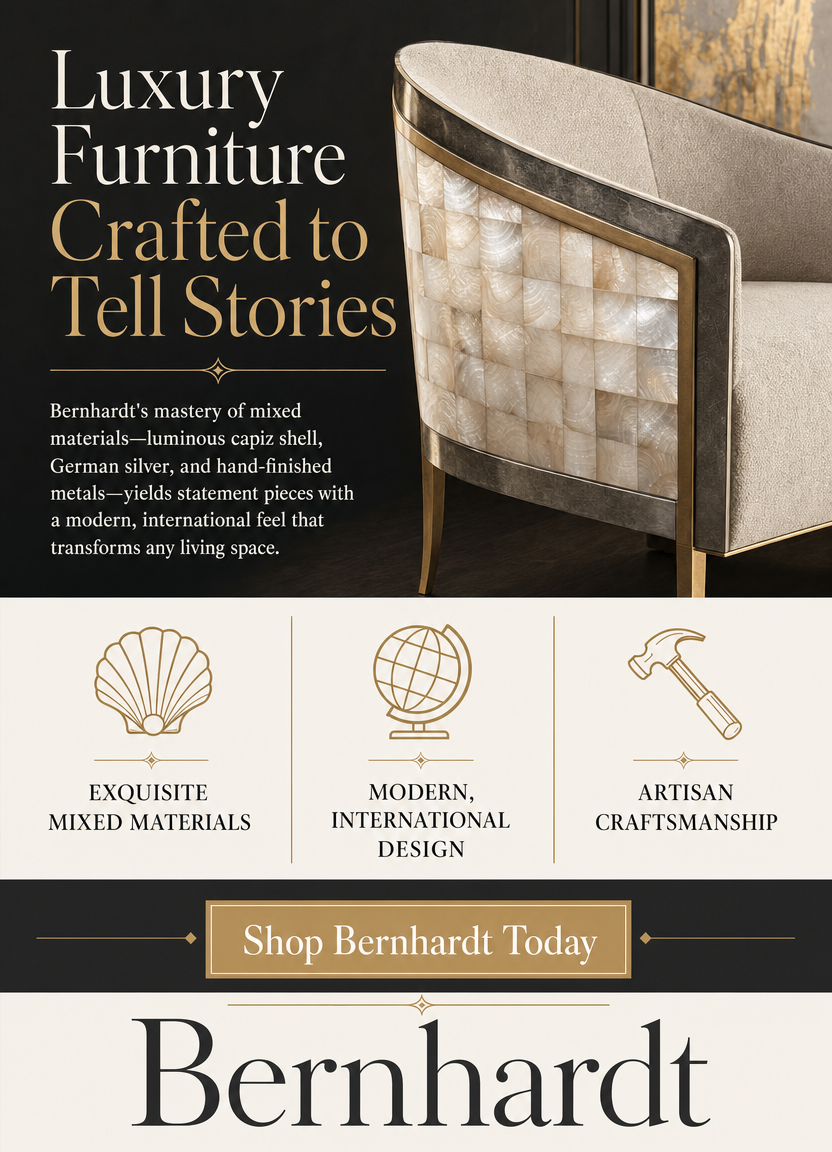 Luxury
Furniture
Crafted to
Tell Stories
Bernhardt's mastery of mixed
materials—luminous capiz shell,
German silver, and hand-finished
metals—yields statement pieces with
a modern, international feel that
transforms any living space.
EXQUISITE
MIXED MATERIALS
MODERN,
INTERNATIONAL
DESIGN
ARTISAN
CRAFTSMANSHIP
Shop Bernhardt Today
Bernhardt